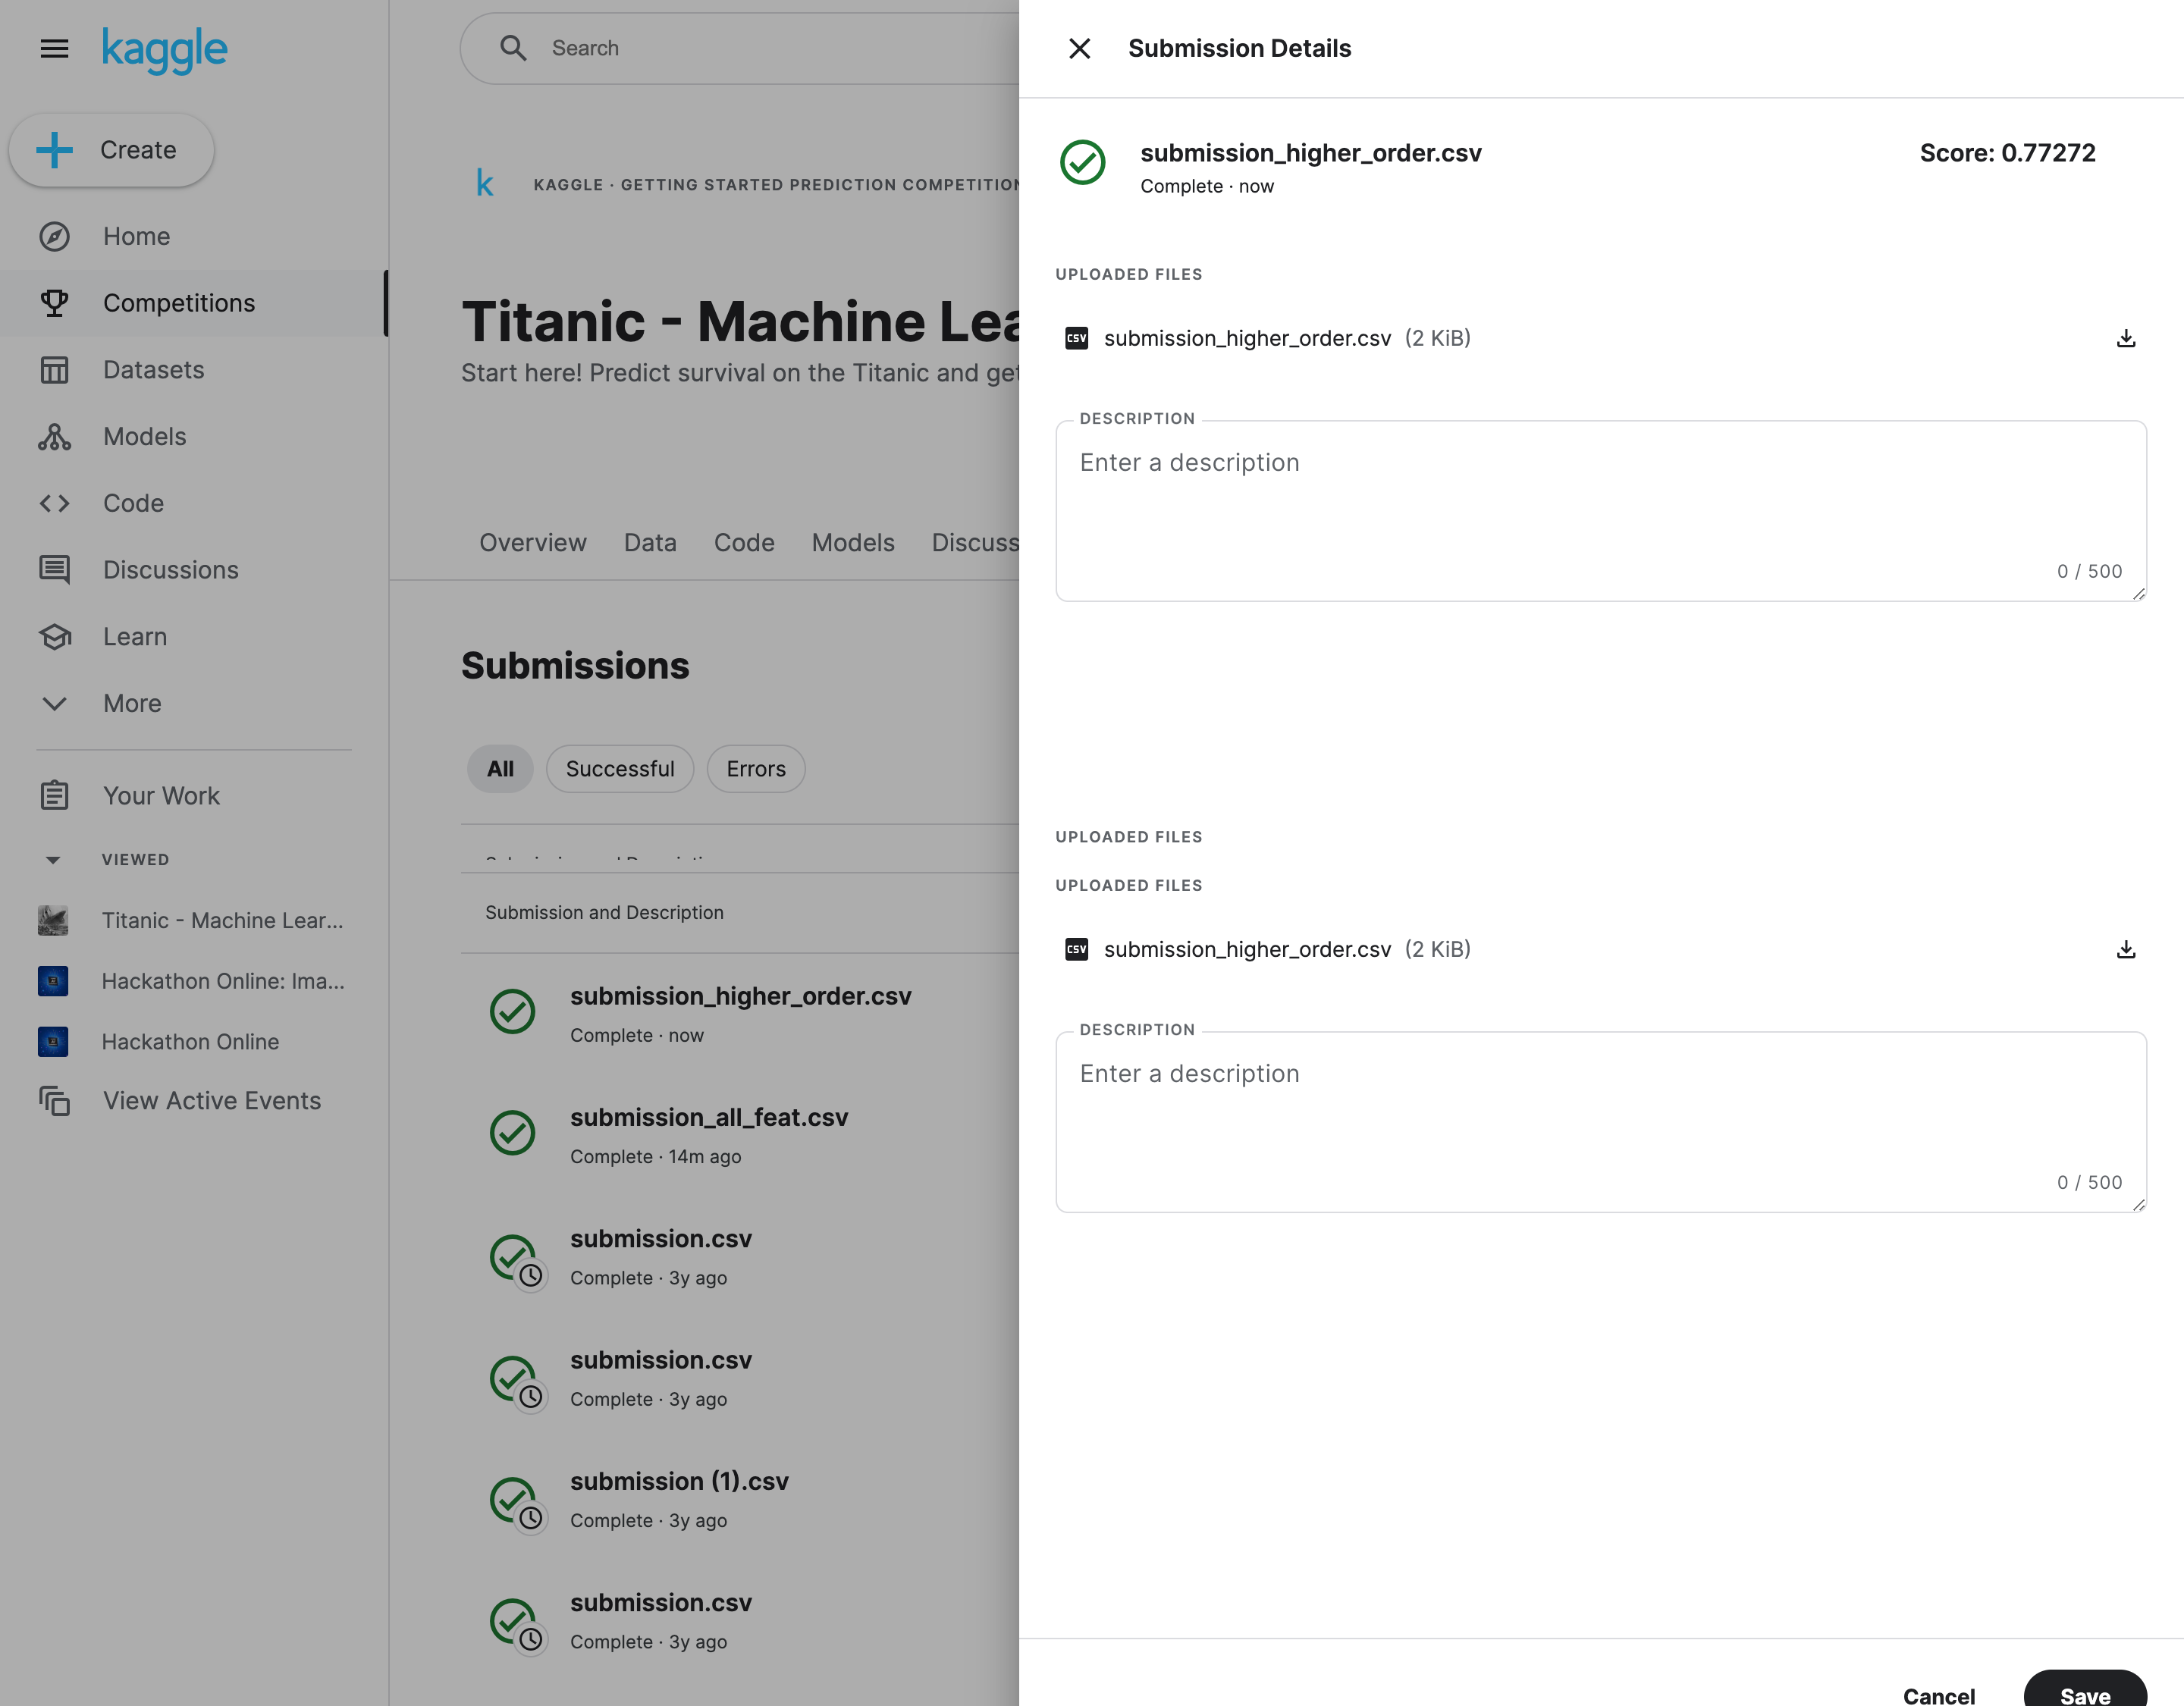 kaggle
Create
Home
Competitions
Datasets
Models
Code
Discussions
Learn
More
Your Work
VIEWED
Titanic - Machine Lear...
Hackathon Online: Ima...
Hackathon Online
View Active Events
Search
k
KAGGLE · GETTING STARTED PREDICTION COMPETITION
Titanic - Machine Lea
Start here! Predict survival on the Titanic and get
Overview Data Code Models Discuss
Submissions
All Successful Errors
Submission and Description
submission_higher_order.csv
Complete · now
submission_all_feat.csv
Complete · 14m ago
submission.csv
Complete · 3y ago
submission.csv
Complete · 3y ago
submission (1).csv
Complete · 3y ago
submission.csv
Complete · 3y ago
Submission Details
submission_higher_order.csv
Score: 0.77272
Complete · now
UPLOADED FILES
CSV submission_higher_order.csv (2 KiB)
DESCRIPTION
Enter a description
0 / 500
UPLOADED FILES
UPLOADED FILES
CSV submission_higher_order.csv (2 KiB)
DESCRIPTION
Enter a description
0 / 500
Cancel Save